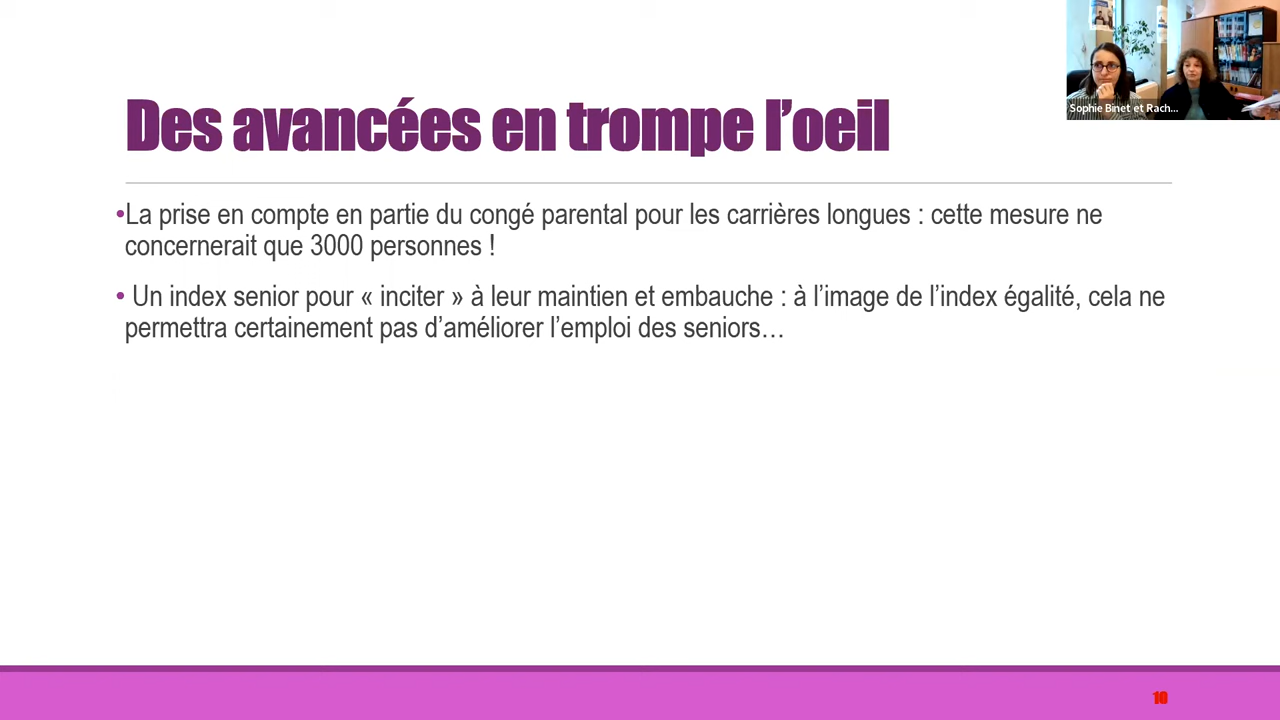 Des avancées en trompe l’oeil
•La prise en compte en partie du congé parental pour les carrières longues : cette mesure ne
concernerait que 3000 personnes !
• Un index senior pour « inciter » à leur maintien et embauche : à l’image de l’index égalité, cela ne
permettra certainement pas d’améliorer l’emploi des seniors…
Sophie Binet et Rach...
10